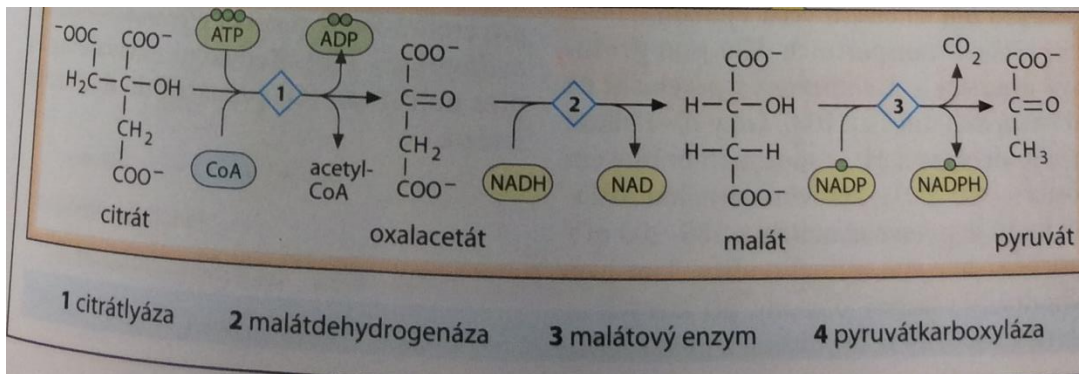 ⁻OOC COO⁻
H₂C—C—OH
CH₂
COO⁻
citrát
ATP
CoA
1
ADP
acetyl-
CoA
COO⁻
C=O
CH₂
COO⁻
oxalacetát
2
NADH
NAD
COO⁻
H—C—OH
H—C—H
COO⁻
malát
3
NADP
CO₂
NADPH
COO⁻
C=O
CH₃
pyruvát
1 citrátlyáza 2 malátdehydrogenáza 3 malátový enzym 4 pyruvátkarboxyláza